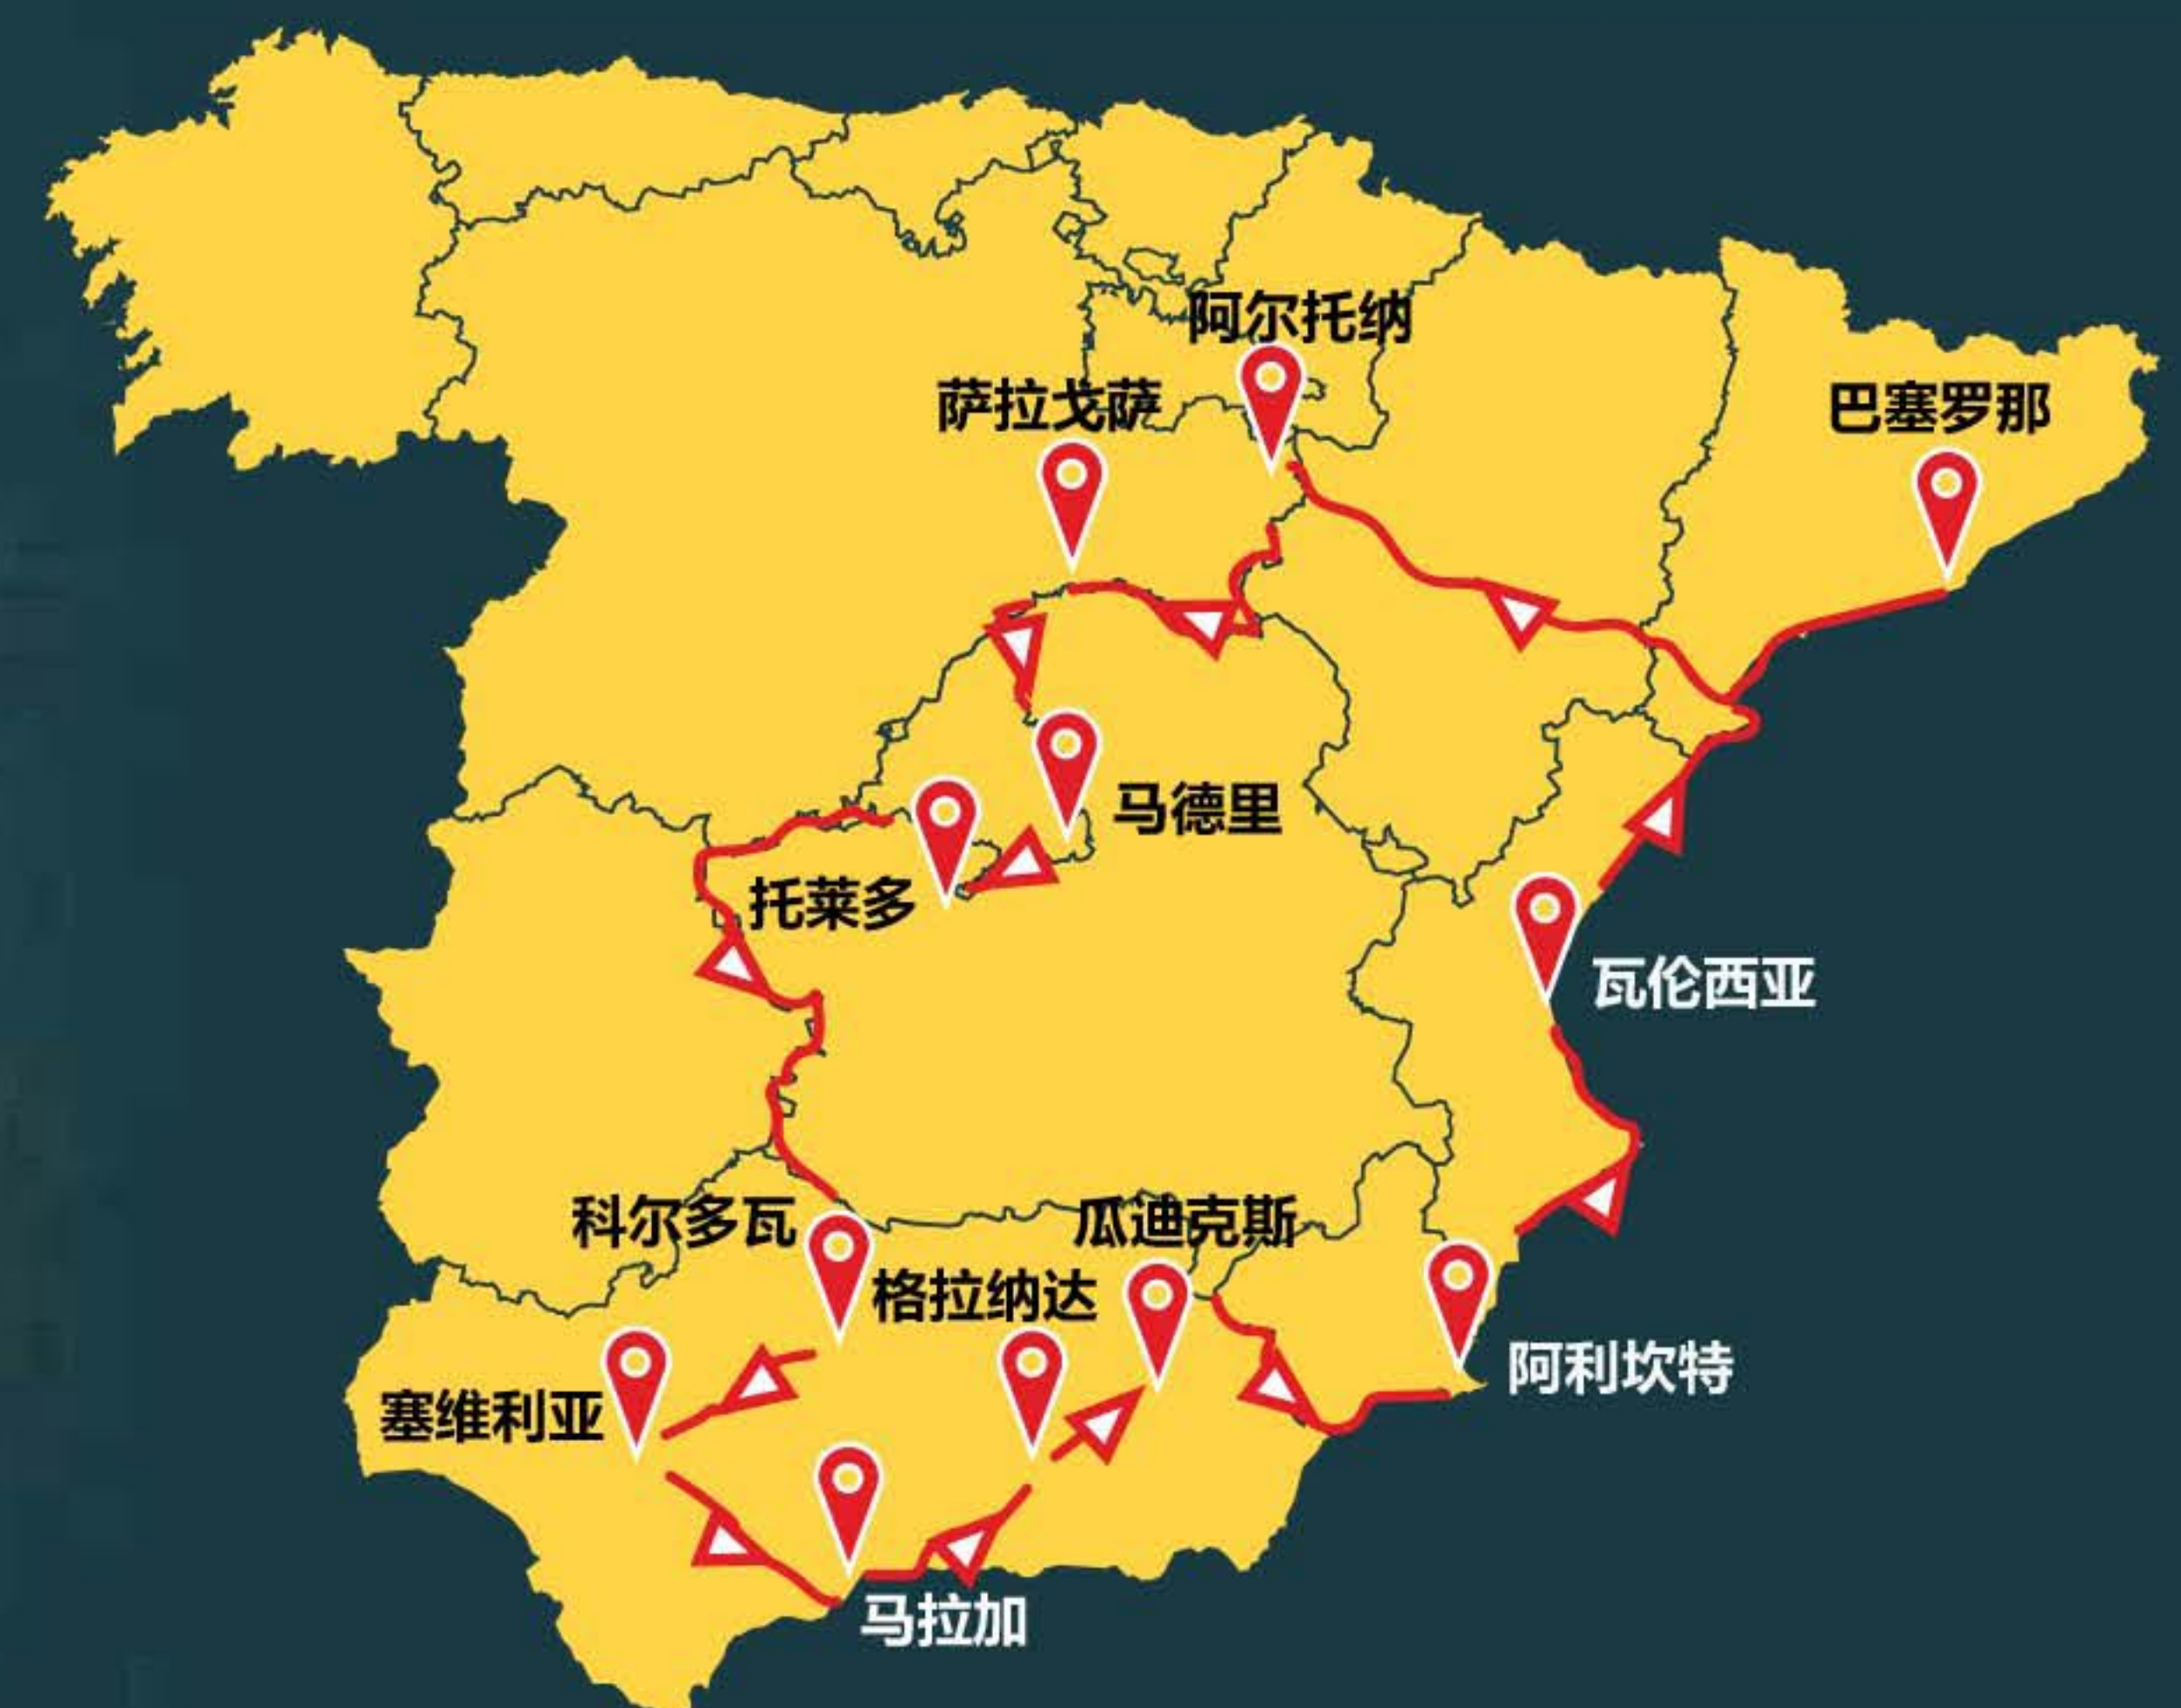 阿尔托纳
萨拉戈萨
巴塞罗那
马德里
托莱多
瓦伦西亚
科尔多瓦
瓜迪克斯
格拉纳达
阿利坎特
塞维利亚
马拉加